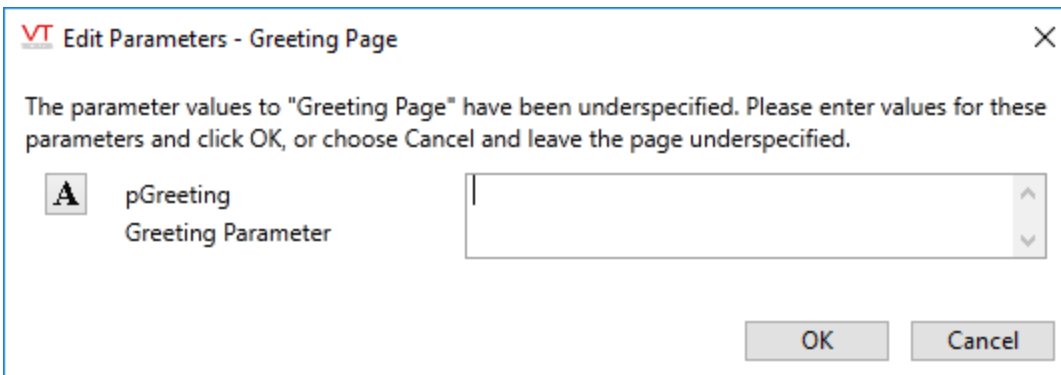 VT Edit Parameters - Greeting Page
The parameter values to "Greeting Page" have been underspecified. Please enter values for these
parameters and click OK, or choose Cancel and leave the page underspecified.
A pGreeting
Greeting Parameter
OK Cancel